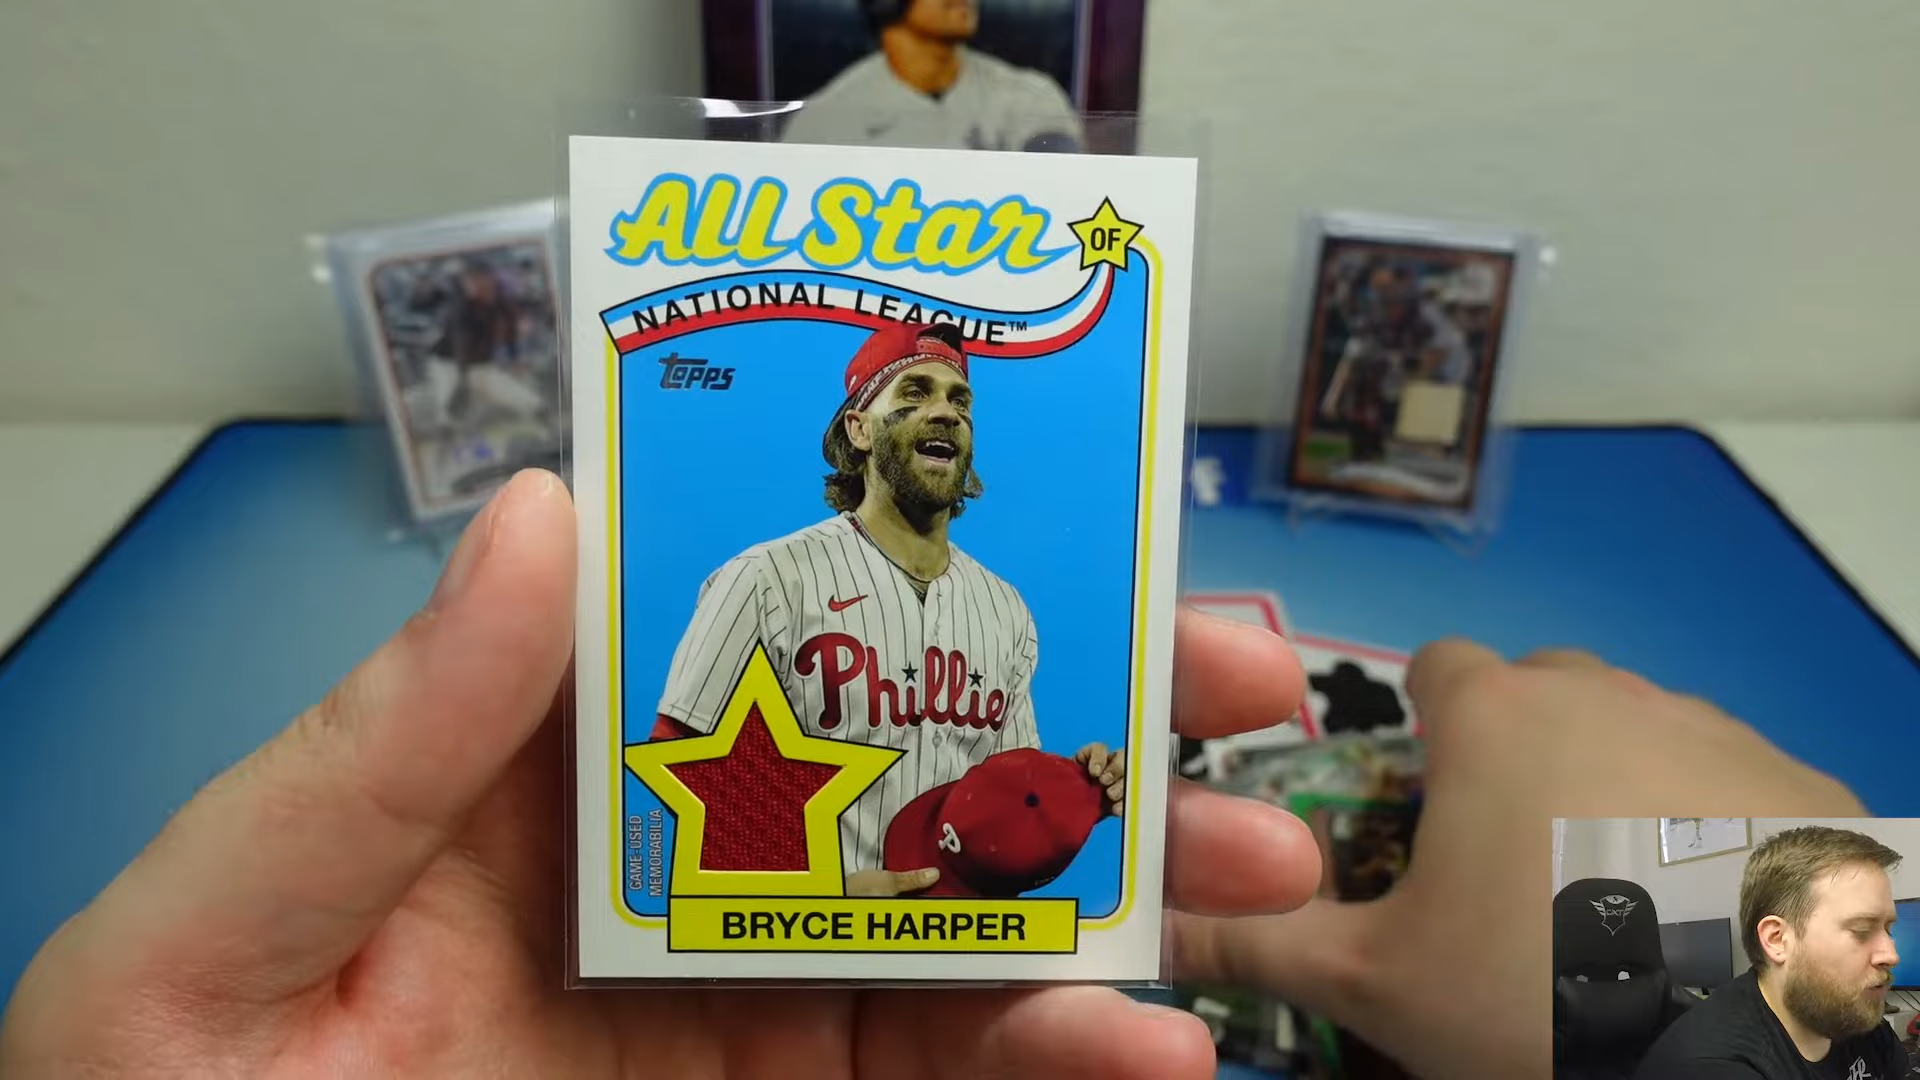 All Star
OF
NATIONAL LEAGUE™
topps
Phillies
GAME-USED
MEMORABILIA
P
BRYCE HARPER